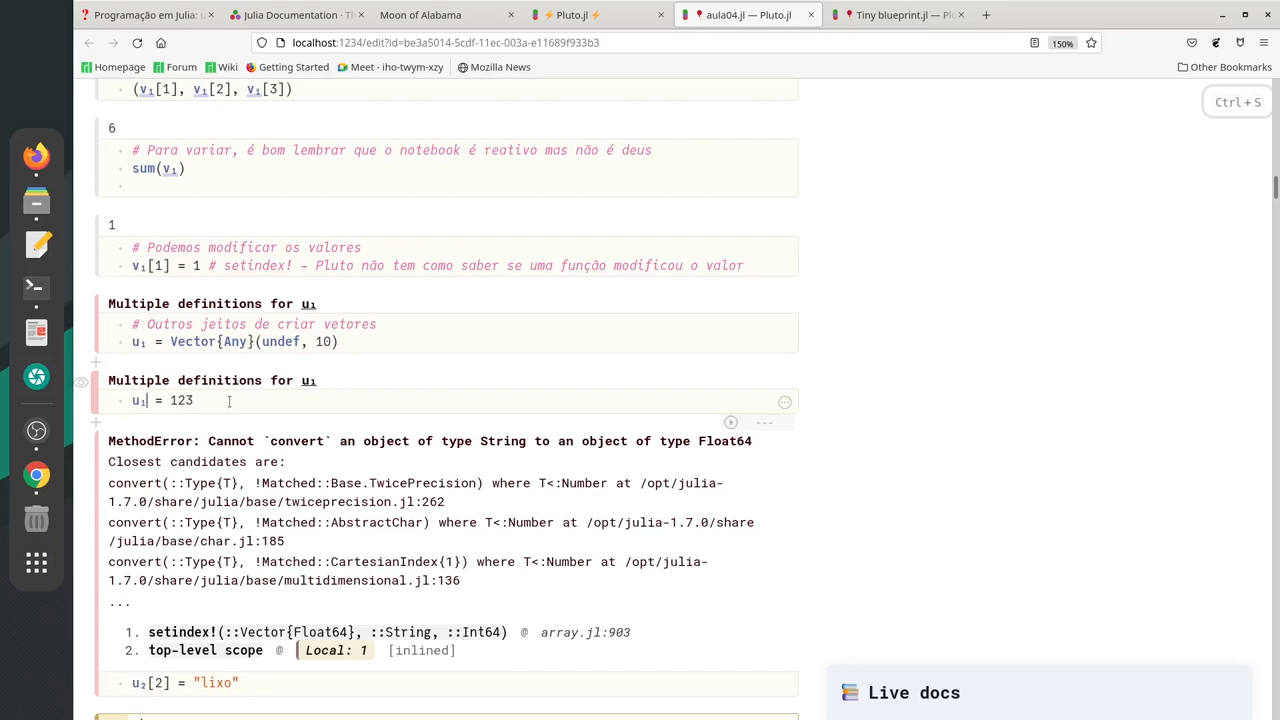 Programação em Julia: u
Julia Documentation · Th
Moon of Alabama
⚡ Pluto.jl ⚡
aula04.jl — Pluto.jl
Tiny blueprint.jl — Plu
localhost:1234/edit?id=be3a5014-5cdf-11ec-003a-e11689f933b3
150%
Homepage
Forum
Wiki
Getting Started
Meet - iho-twym-xzy
Mozilla News
Other Bookmarks
(v₁[1], v₁[2], v₁[3])
Ctrl + S
6
# Para variar, é bom lembrar que o notebook é reativo mas não é deus
sum(v₁)
1
# Podemos modificar os valores
v₁[1] = 1 # setindex! - Pluto não tem como saber se uma função modificou o valor
Multiple definitions for u₁
# Outros jeitos de criar vetores
u₁ = Vector{Any}(undef, 10)
Multiple definitions for u₁
u₁ = 123
MethodError: Cannot `convert` an object of type String to an object of type Float64
Closest candidates are:
convert(::Type{T}, !Matched::Base.TwicePrecision) where T<:Number at /opt/julia-
1.7.0/share/julia/base/twiceprecision.jl:262
convert(::Type{T}, !Matched::AbstractChar) where T<:Number at /opt/julia-1.7.0/share
/julia/base/char.jl:185
convert(::Type{T}, !Matched::CartesianIndex{1}) where T<:Number at /opt/julia-
1.7.0/share/julia/base/multidimensional.jl:136
...
1. setindex!(::Vector{Float64}, ::String, ::Int64) @ array.jl:903
2. top-level scope @ Local: 1 [inlined]
u₂[2] = "lixo"
Live docs